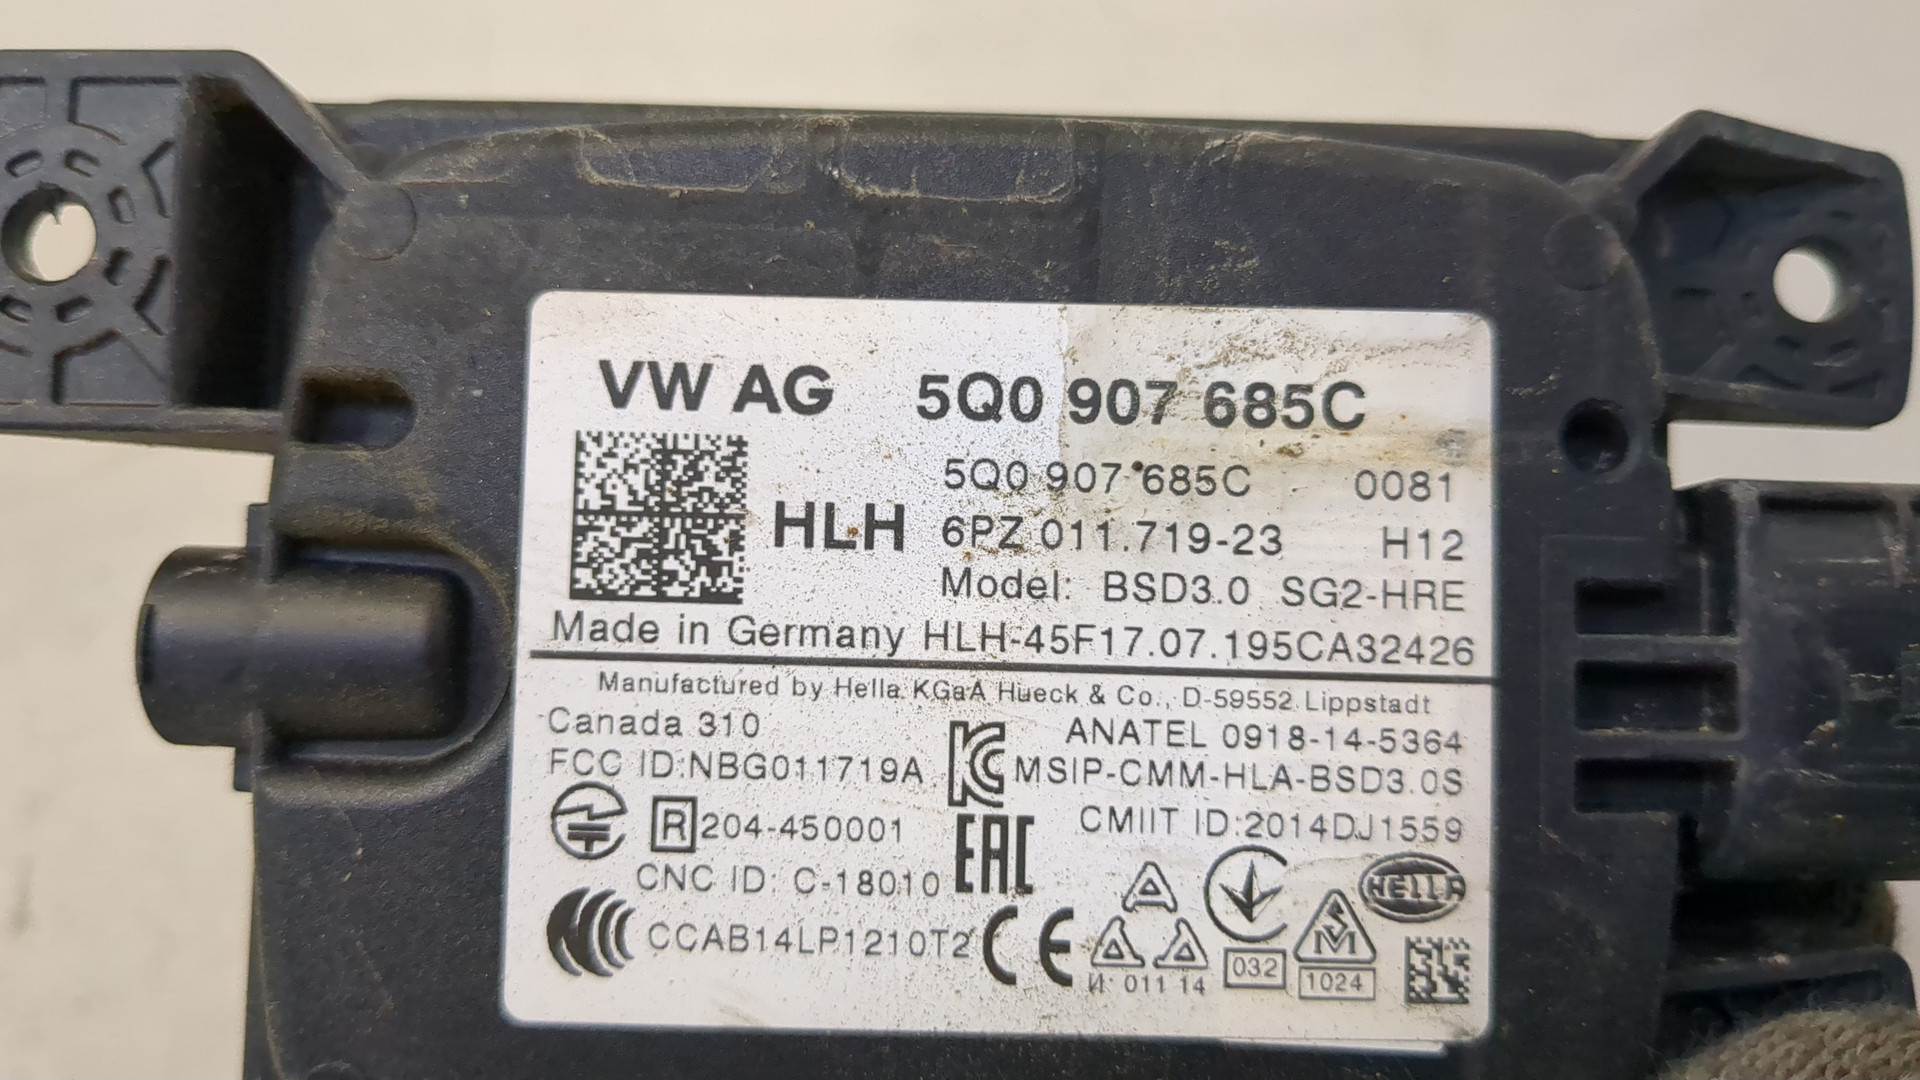 VW AG 5Q0 907 685C
5Q0 907 685C 0081
HLH 6PZ 011.719-23 H12
Model: BSD3.0 SG2-HRE
Made in Germany HLH-45F17.07.195CA32426
Manufactured by Hella KGaA Hueck & Co., D-59552 Lippstadt
Canada 310
ANATEL 0918-14-5364
FCC ID:NBG011719A
MSIP-CMM-HLA-BSD3.0S
R 204-450001
CMIIT ID:2014DJ1559
CNC ID: C-18010
EAC
HELLA
CCAB14LP1210T2
CE
И 011 14
032
SM
1024